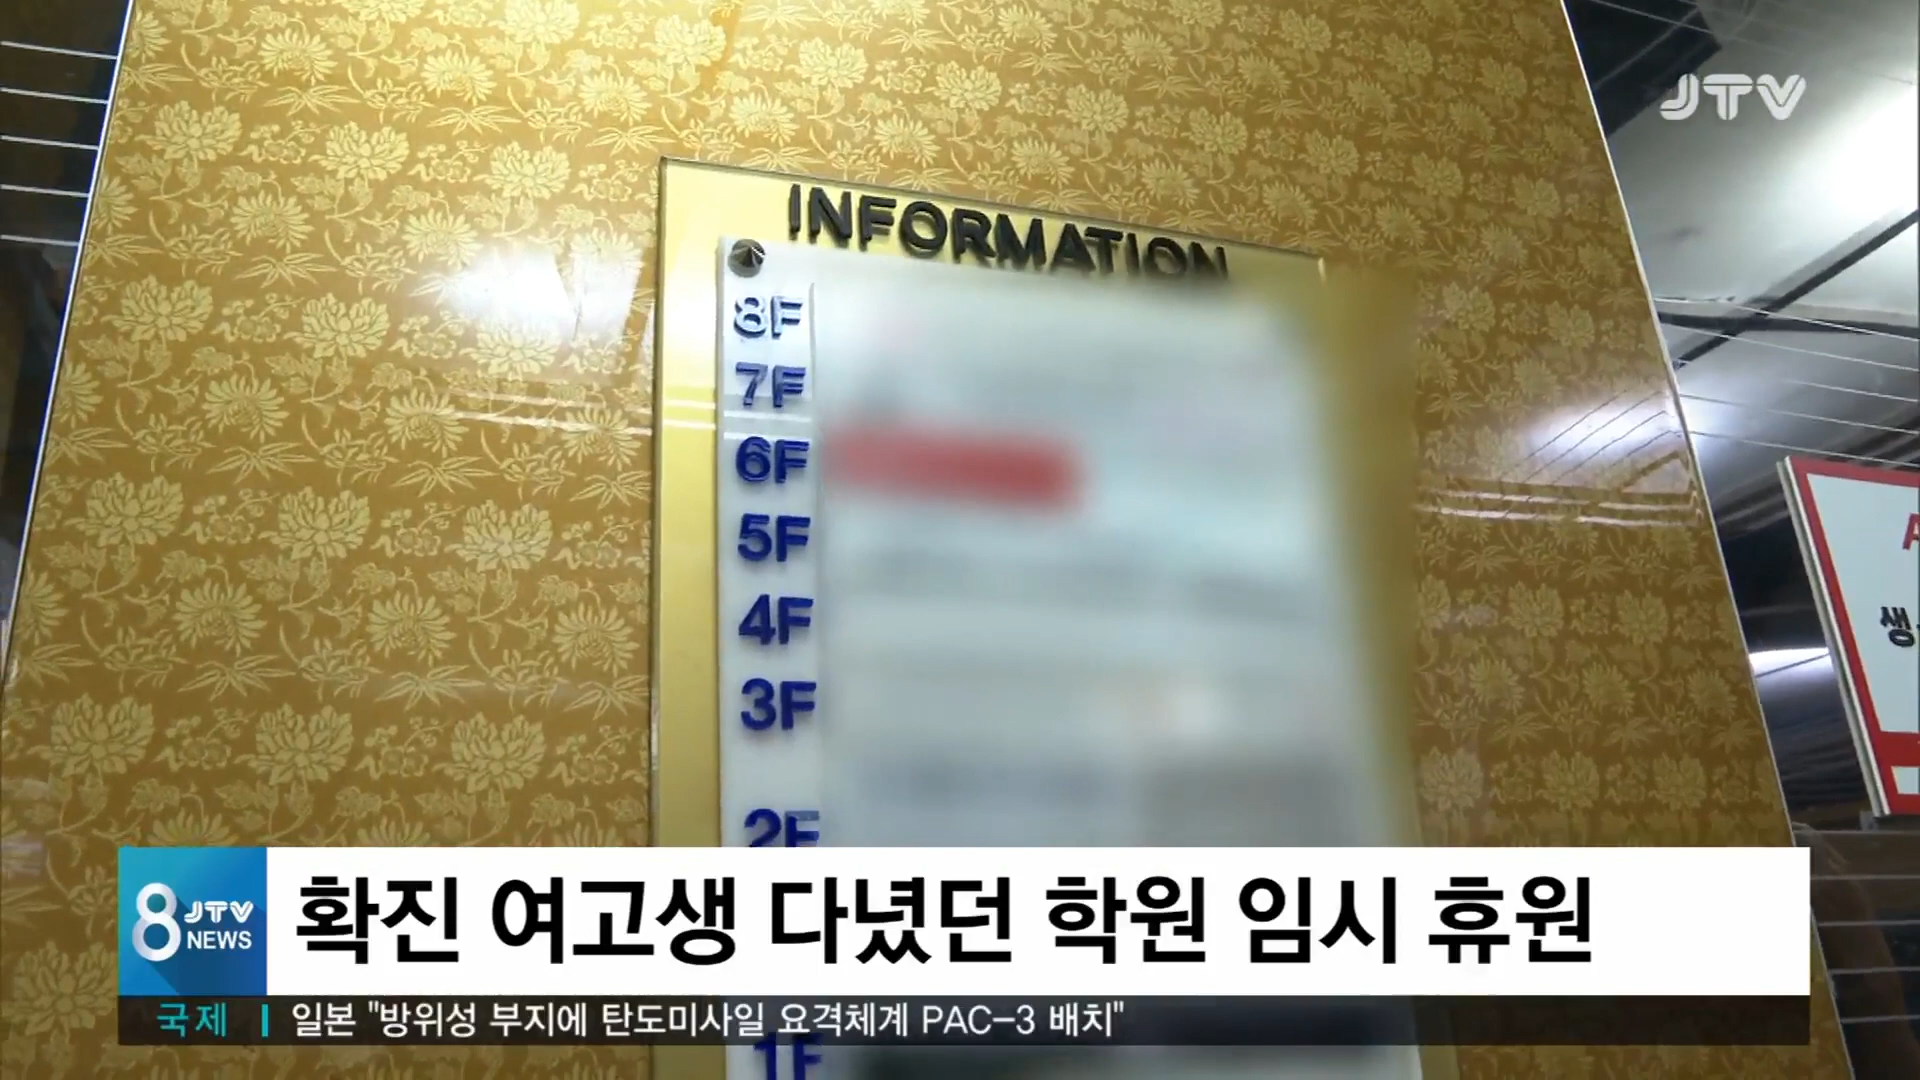 JTV
INFORMATION
8F
7F
6F
5F
4F
3F
2F
1F
생
8 JTV NEWS
확진 여고생 다녔던 학원 임시 휴원
국제 | 일본 "방위성 부지에 탄도미사일 요격체계 PAC-3 배치"